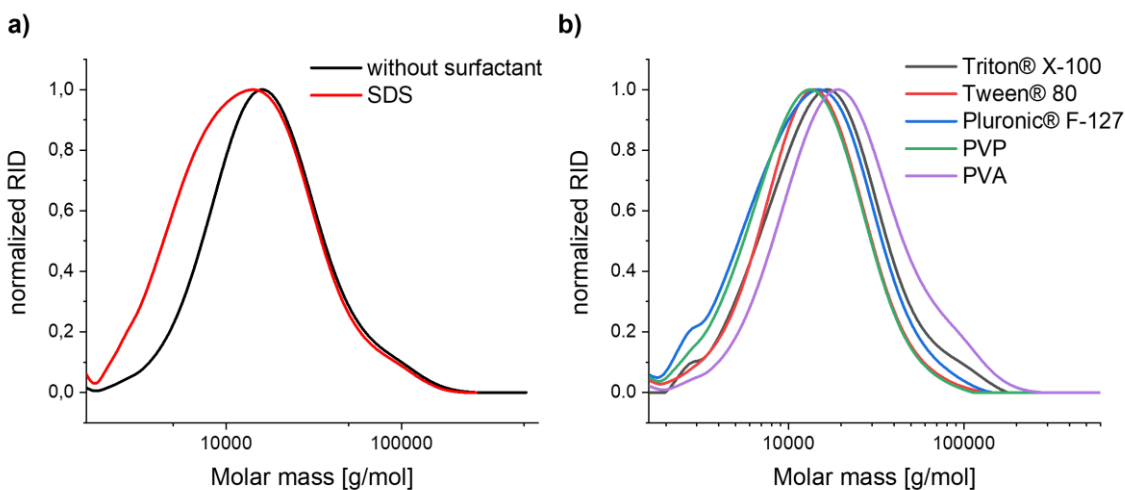 a)
without surfactant
SDS
1,0
0,8
0,6
0,4
0,2
0,0
normalized RID
10000
100000
Molar mass [g/mol]
b)
Triton® X-100
Tween® 80
Pluronic® F-127
PVP
PVA
1,0
0,8
0,6
0,4
0,2
0,0
normalized RID
10000
100000
Molar mass [g/mol]